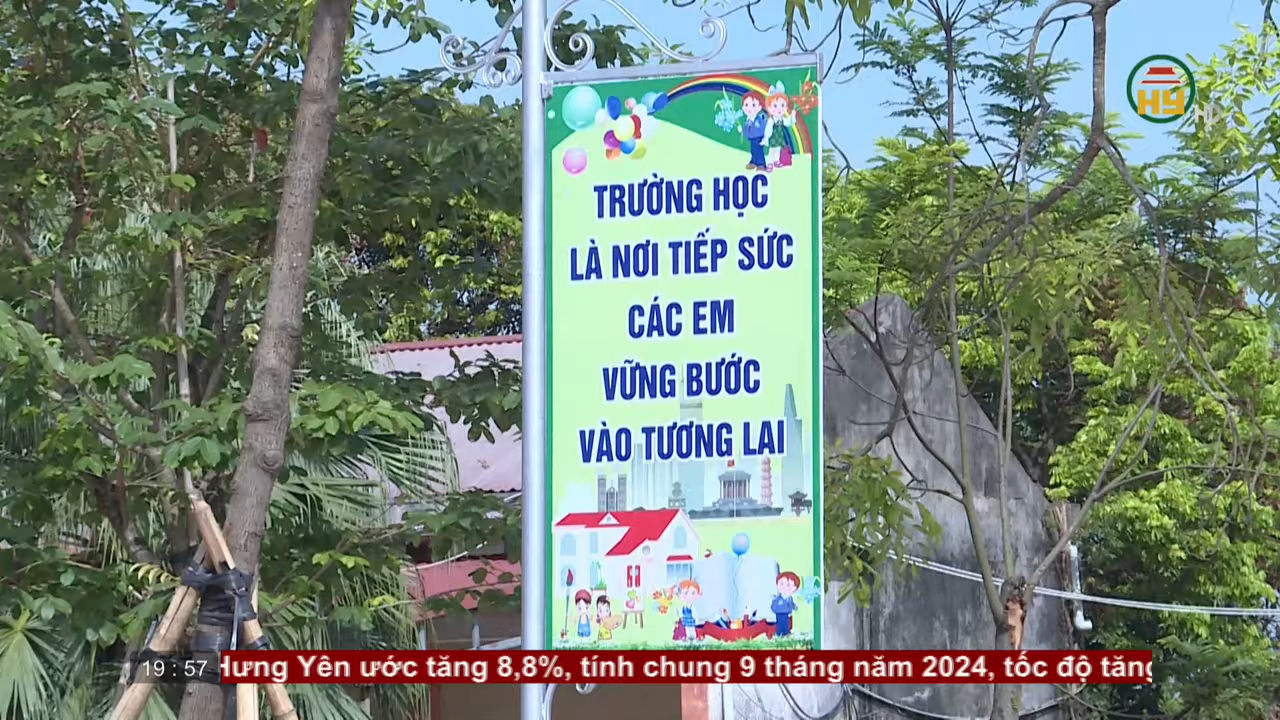 HY
HD
TRƯỜNG HỌC
LÀ NƠI TIẾP SỨC
CÁC EM
VỮNG BƯỚC
VÀO TƯƠNG LAI
19:57
Hưng Yên ước tăng 8,8%, tính chung 9 tháng năm 2024, tốc độ tăng